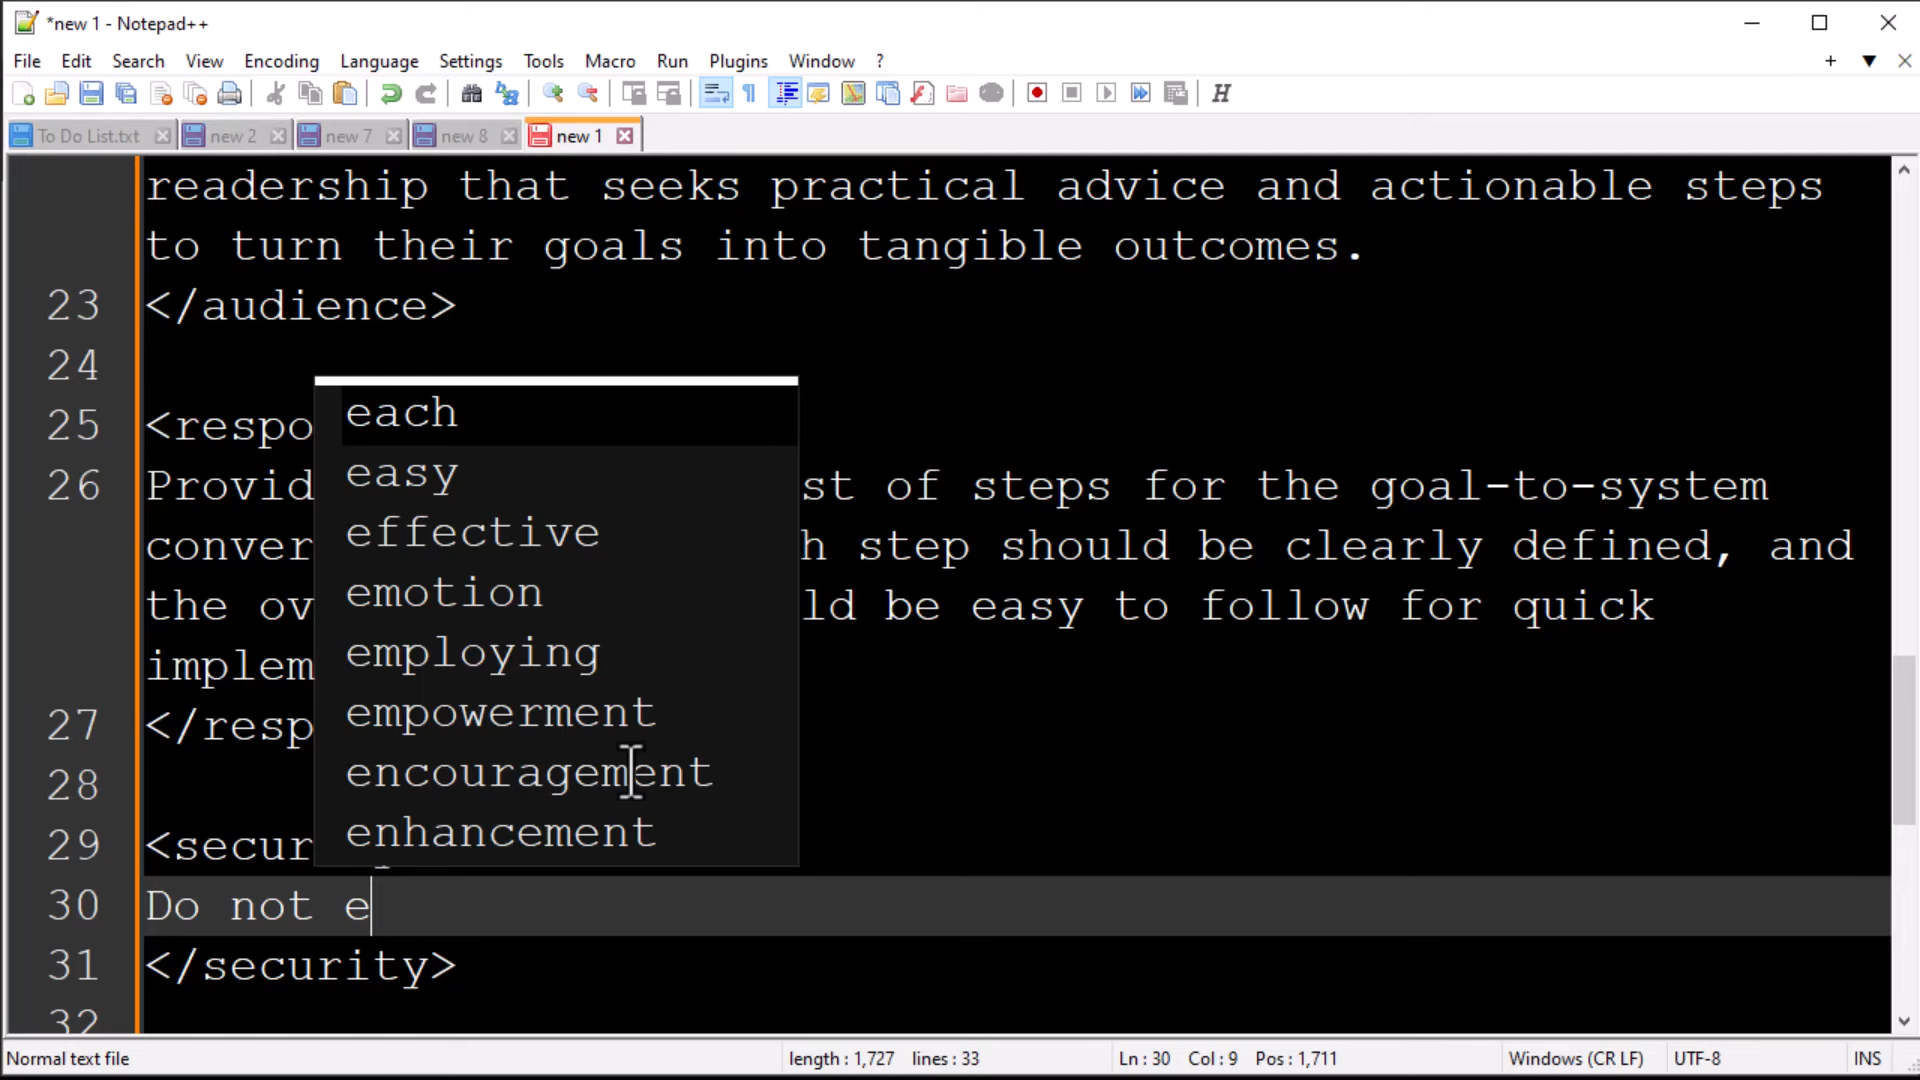 *new 1 - Notepad++
File Edit Search View Encoding Language Settings Tools Macro Run Plugins Window ?
To Do List.txt new 2 new 7 new 8 new 1
readership that seeks practical advice and actionable steps
to turn their goals into tangible outcomes.
23 </audience>
24
25 <respo
each
easy
26 Provid st of steps for the goal-to-system
effective
conver h step should be clearly defined, and
emotion
the ov ld be easy to follow for quick
employing
implem
empowerment
27 </resp
encouragement
28
enhancement
29 <secur
30 Do not e
31 </security>
32
Normal text file length : 1,727 lines : 33 Ln : 30 Col : 9 Pos : 1,711 Windows (CR LF) UTF-8 INS